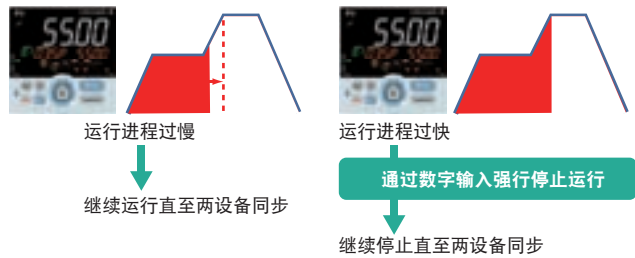 5500
5500
运行进程过慢
运行进程过快
通过数字输入强行停止运行
继续运行直至两设备同步
继续停止直至两设备同步